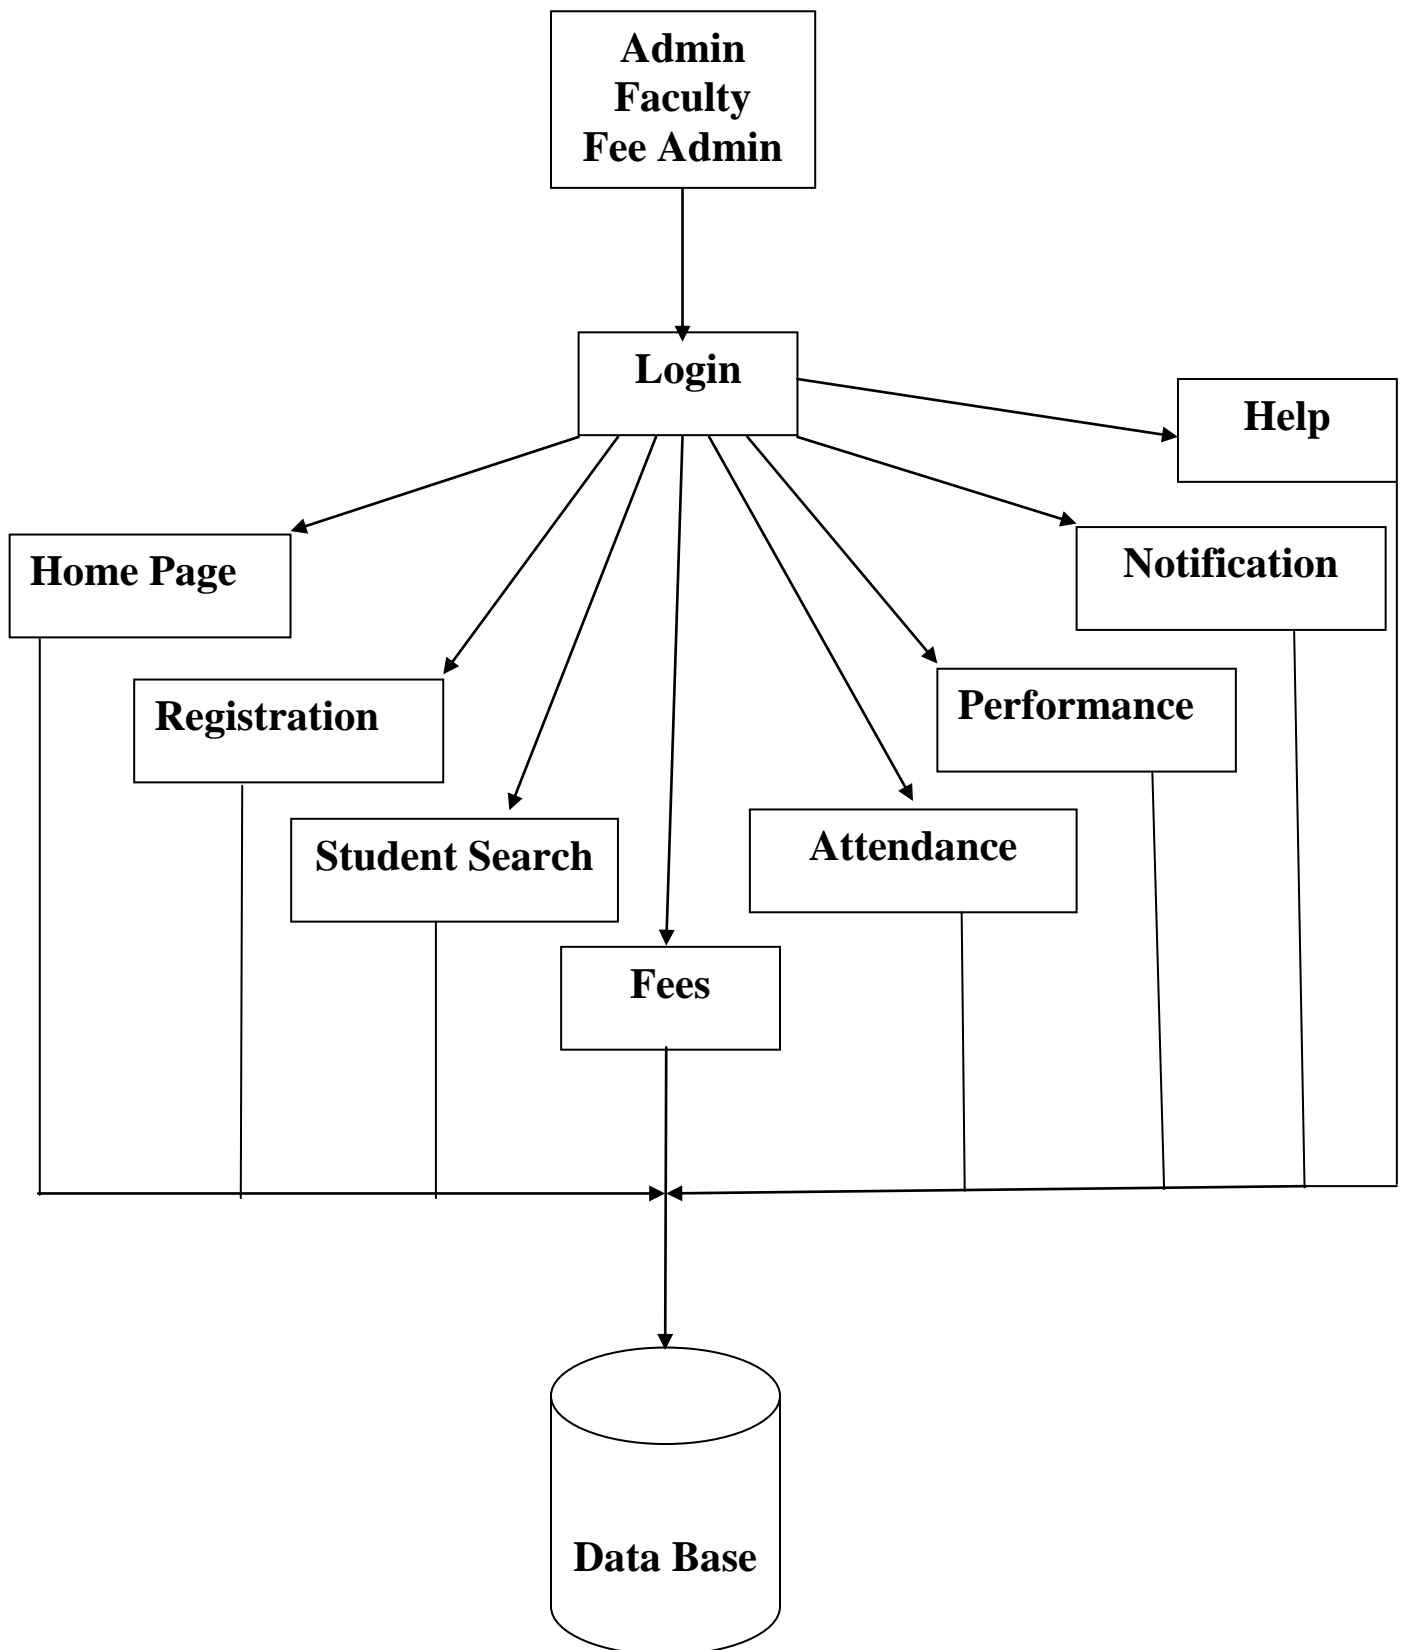 Admin
Faculty
Fee Admin
Login
Help
Home Page
Notification
Registration
Performance
Student Search
Attendance
Fees
Data Base